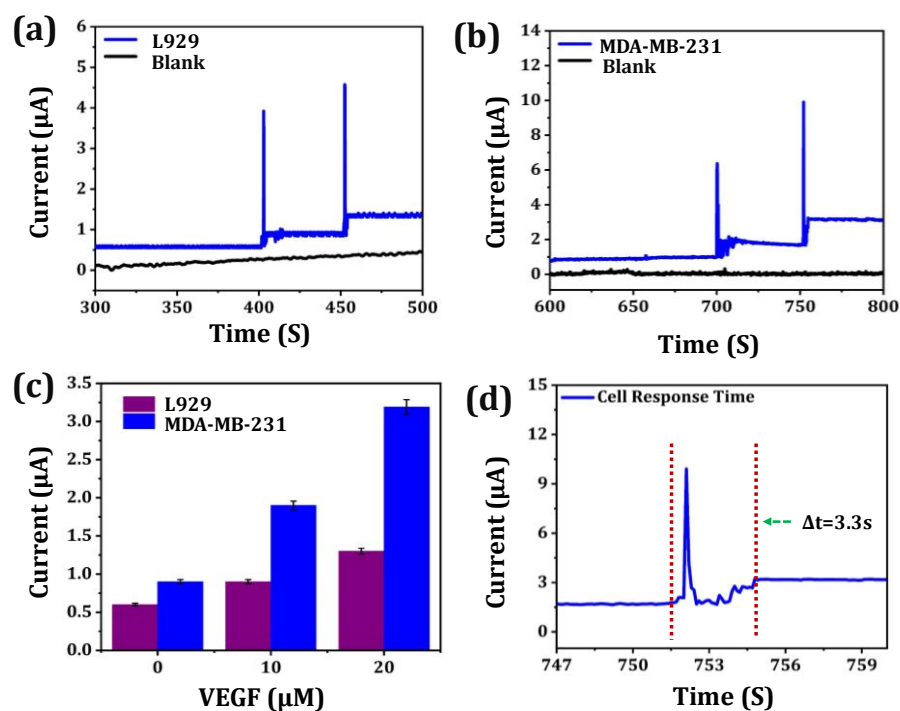 (a)
L929
Blank
Current (µA)
6
5
4
3
2
1
0
300
400
450
500
Time (S)
(b)
MDA-MB-231
Blank
Current (µA)
14
12
10
8
6
4
2
0
600
650
700
750
800
Time (S)
(c)
L929
MDA-MB-231
Current (µA)
3.5
3.0
2.5
2.0
1.5
1.0
0.5
0.0
0
10
20
VEGF (µM)
(d)
Cell Response Time
Current (µA)
15
12
9
6
3
0
Δt=3.3s
747
750
753
756
759
Time (S)